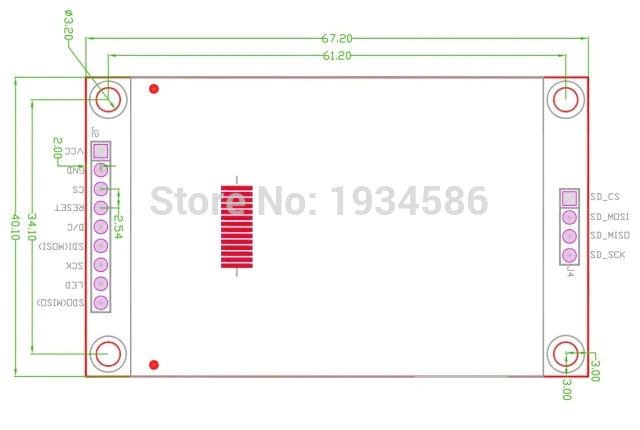 ø3.20
67.20
61.20
J2
2.00
VCC
GND
CS
RESET
D/C
SDI(MOSI)
SCK
LED
SDO(MISO)
2.54
34.10
40.10
Store No: 1934586
SD_CS
SD_MOSI
SD_MISO
SD_SCK
J4
3.00
3.00